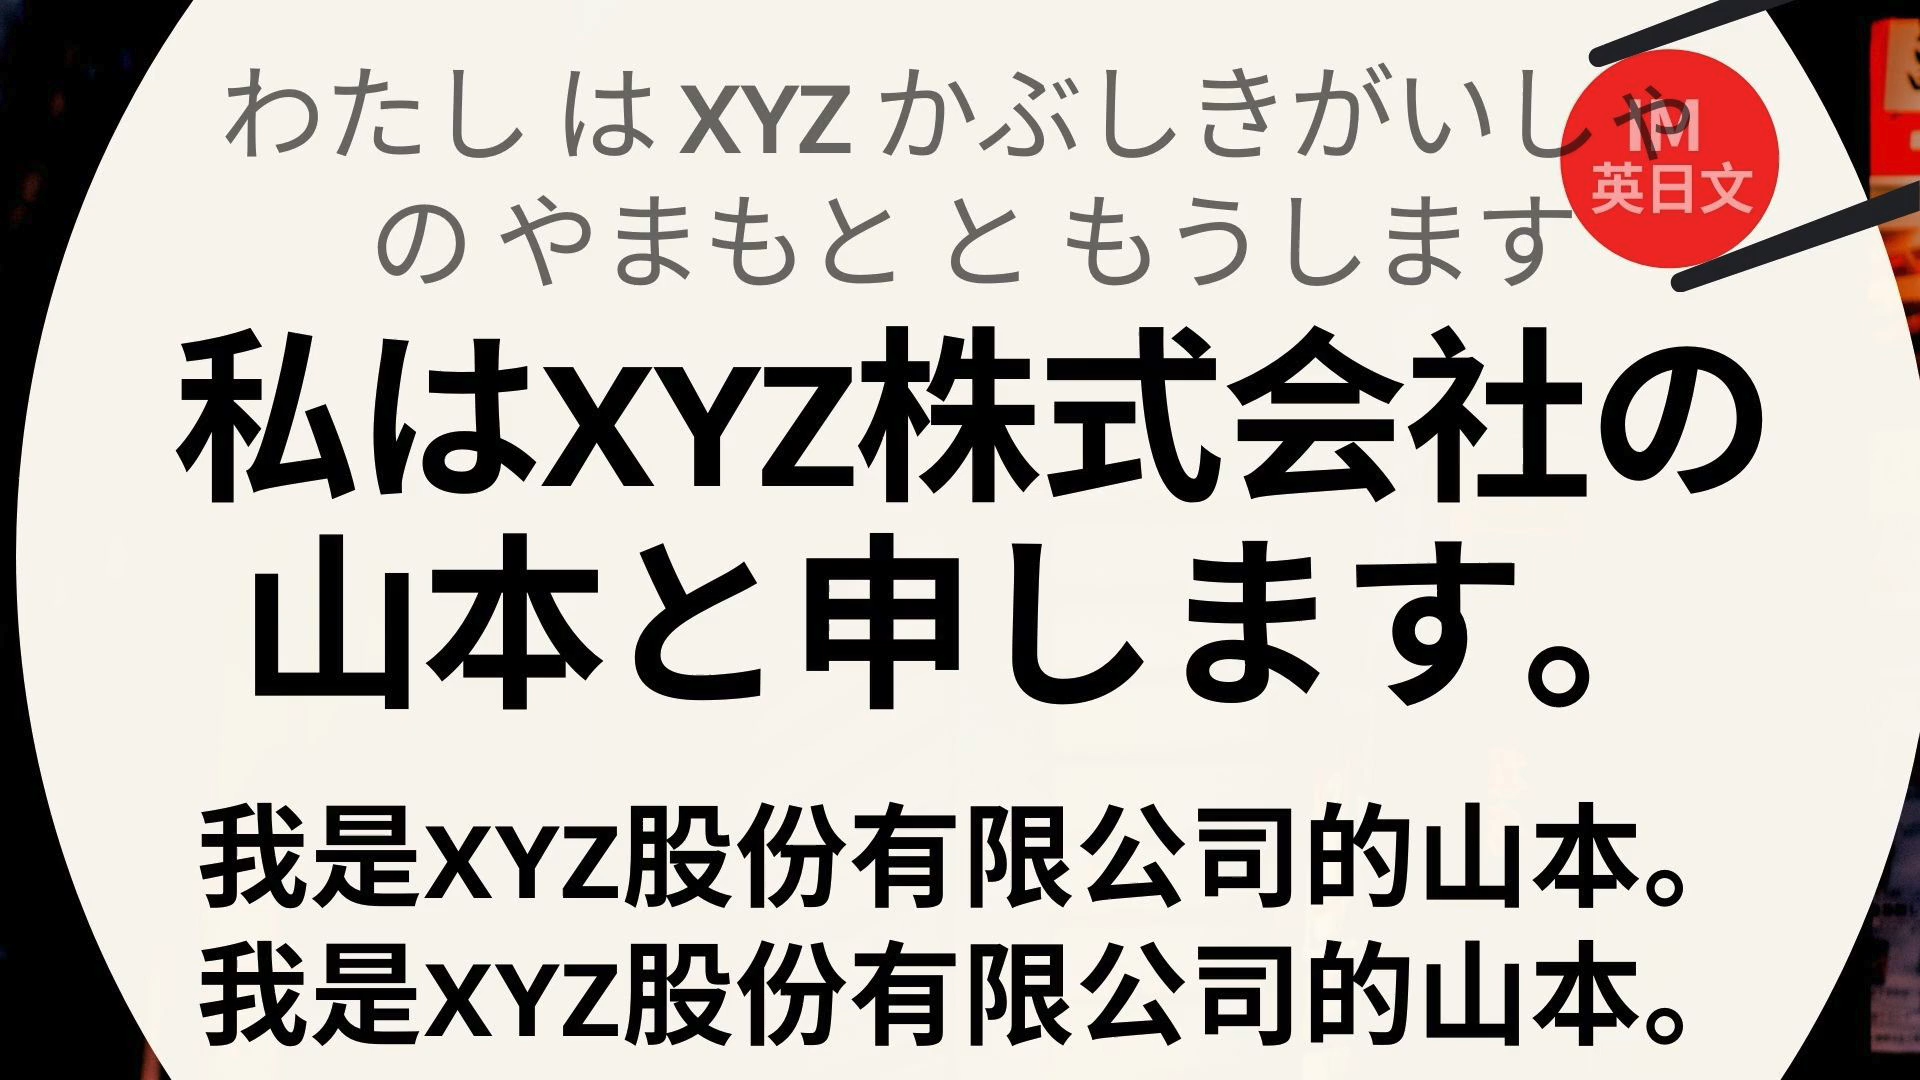 わたし は XYZ かぶしきがいしゃ
の やまもと と もうします
IM
英日文
私はXYZ株式会社の
山本と申します。
我是XYZ股份有限公司的山本。
我是XYZ股份有限公司的山本。